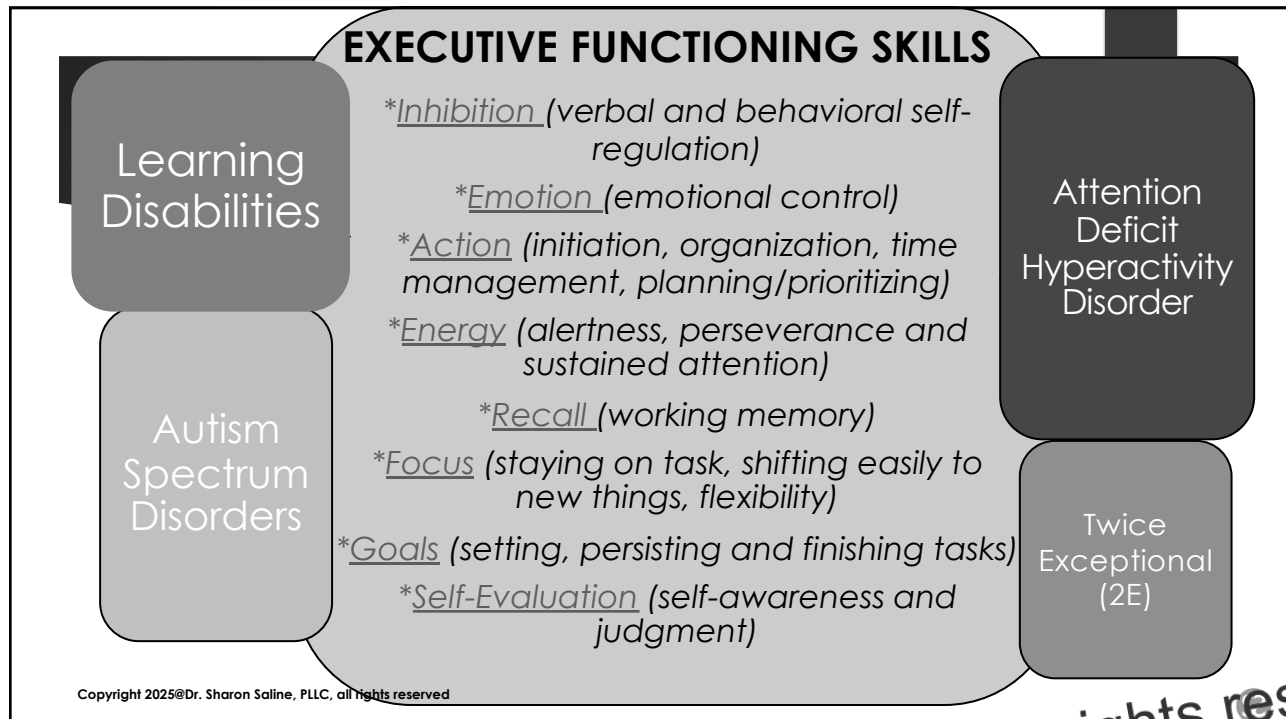 EXECUTIVE FUNCTIONING SKILLS
Learning
Disabilities
Autism
Spectrum
Disorders
*Inhibition (verbal and behavioral self-
regulation)
*Emotion (emotional control)
*Action (initiation, organization, time
management, planning/prioritizing)
*Energy (alertness, perseverance and
sustained attention)
*Recall (working memory)
*Focus (staying on task, shifting easily to
new things, flexibility)
*Goals (setting, persisting and finishing tasks)
*Self-Evaluation (self-awareness and
judgment)
Attention
Deficit
Hyperactivity
Disorder
Twice
Exceptional
(2E)
Copyright 2025@Dr. Sharon Saline, PLLC, all rights reserved